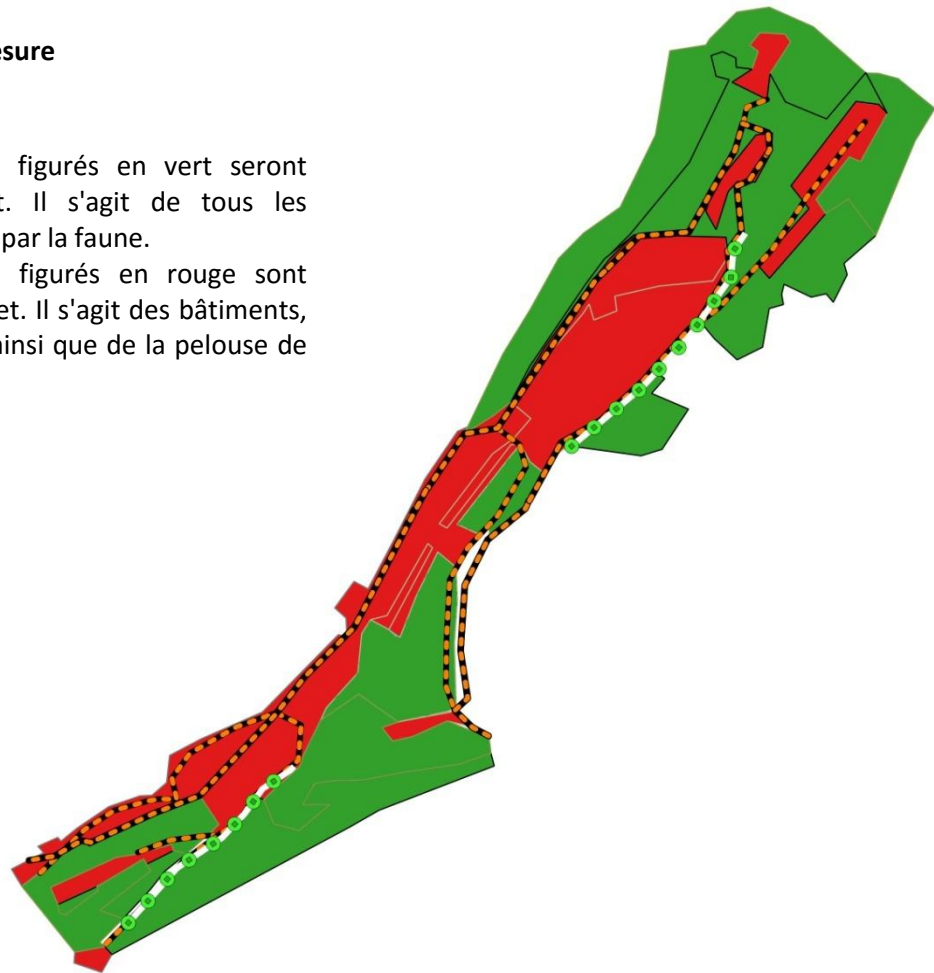 esure
figurés en vert seront
t. Il s'agit de tous les
par la faune.
figurés en rouge sont
et. Il s'agit des bâtiments,
ainsi que de la pelouse de